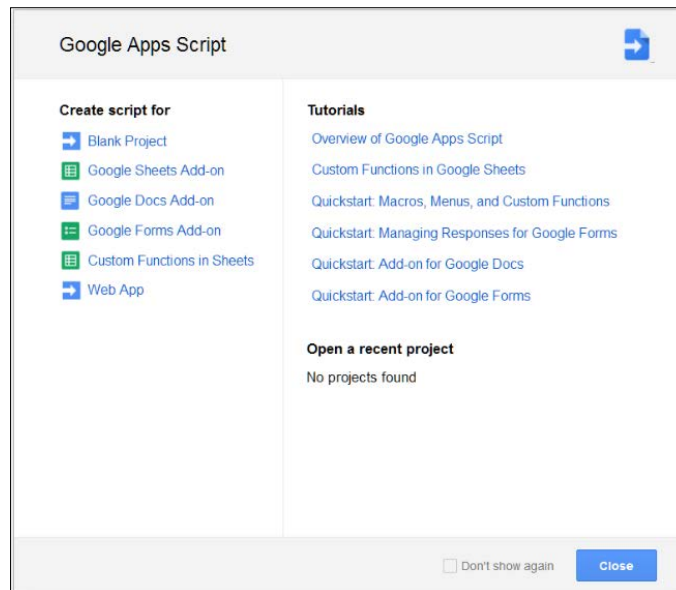 Google Apps Script
Create script for
Blank Project
Google Sheets Add-on
Google Docs Add-on
Google Forms Add-on
Custom Functions in Sheets
Web App
Tutorials
Overview of Google Apps Script
Custom Functions in Google Sheets
Quickstart: Macros, Menus, and Custom Functions
Quickstart: Managing Responses for Google Forms
Quickstart: Add-on for Google Docs
Quickstart: Add-on for Google Forms
Open a recent project
No projects found
Don't show again
Close